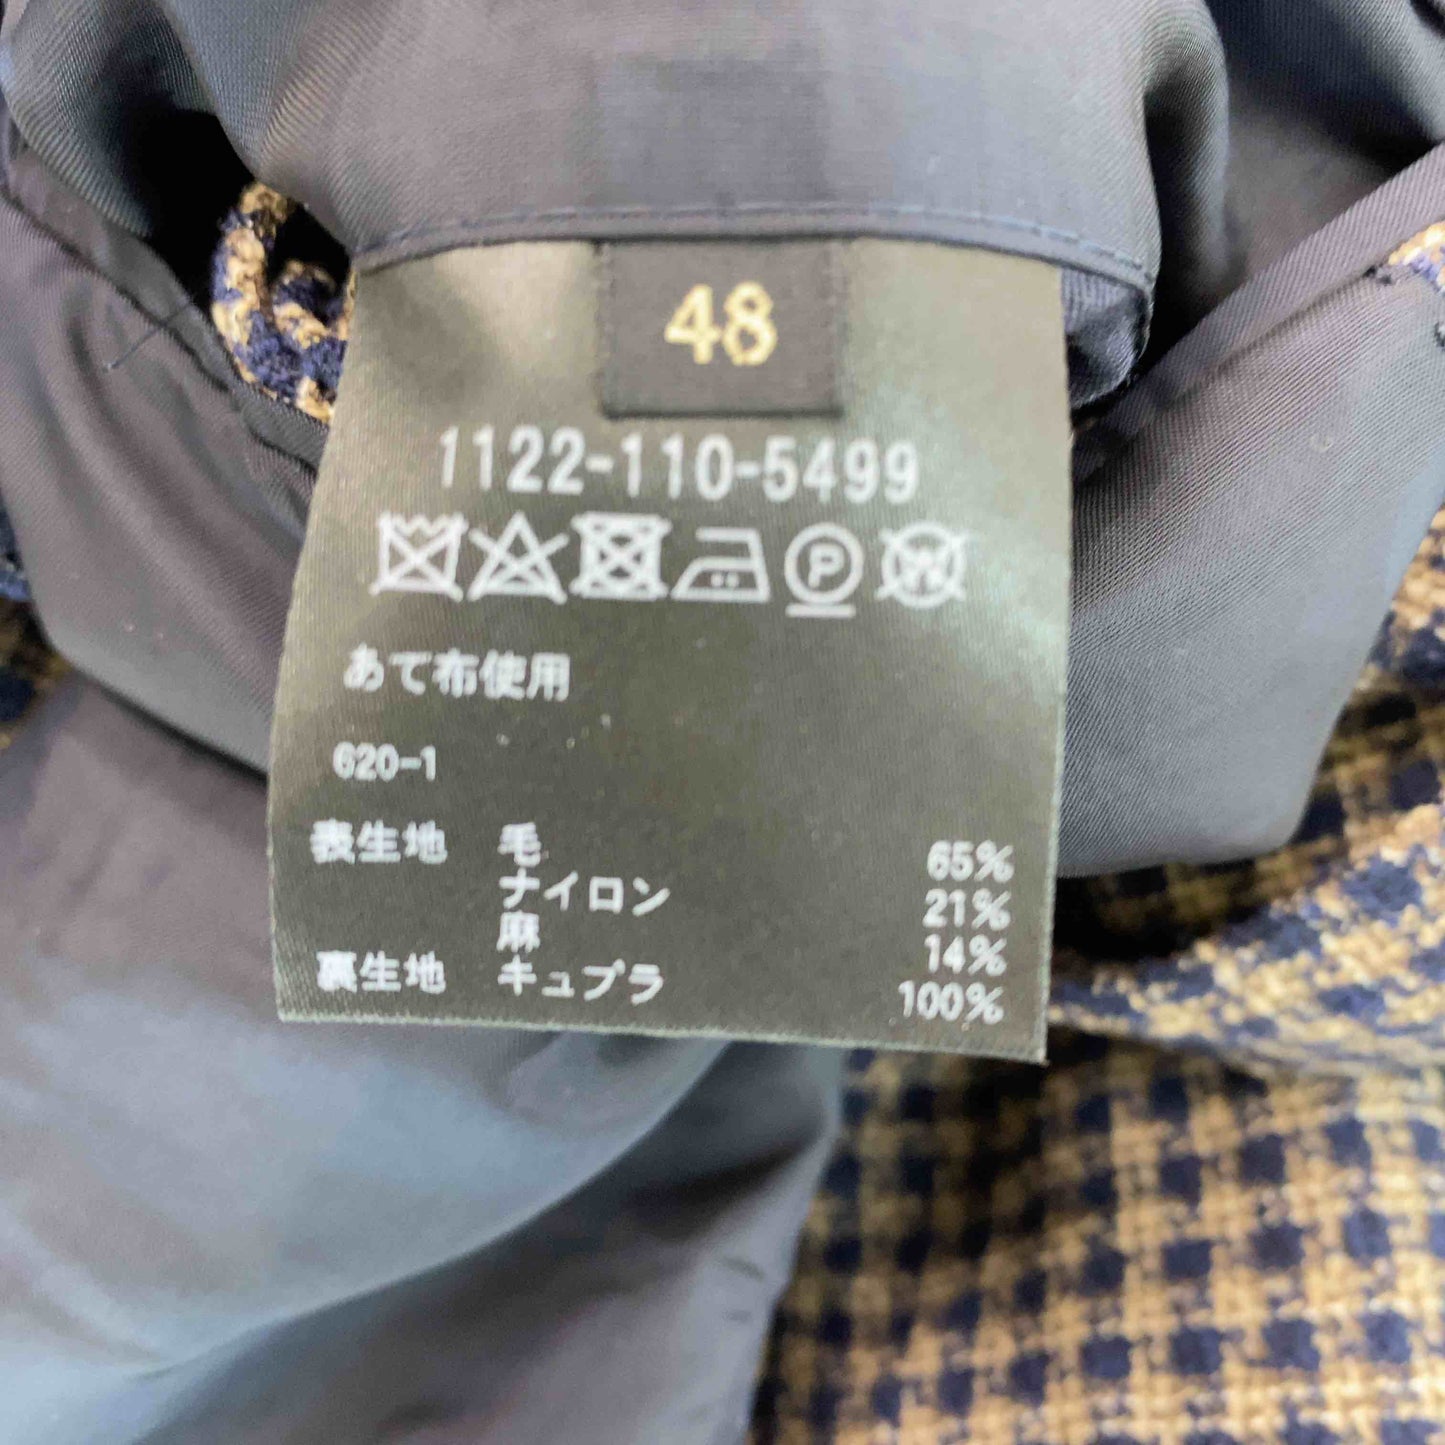 48
1122-110-5499
P
W
あて布使用
G20-1
表生地 毛 65%
ナイロン 21%
麻 14%
裏生地 キュプラ 100%